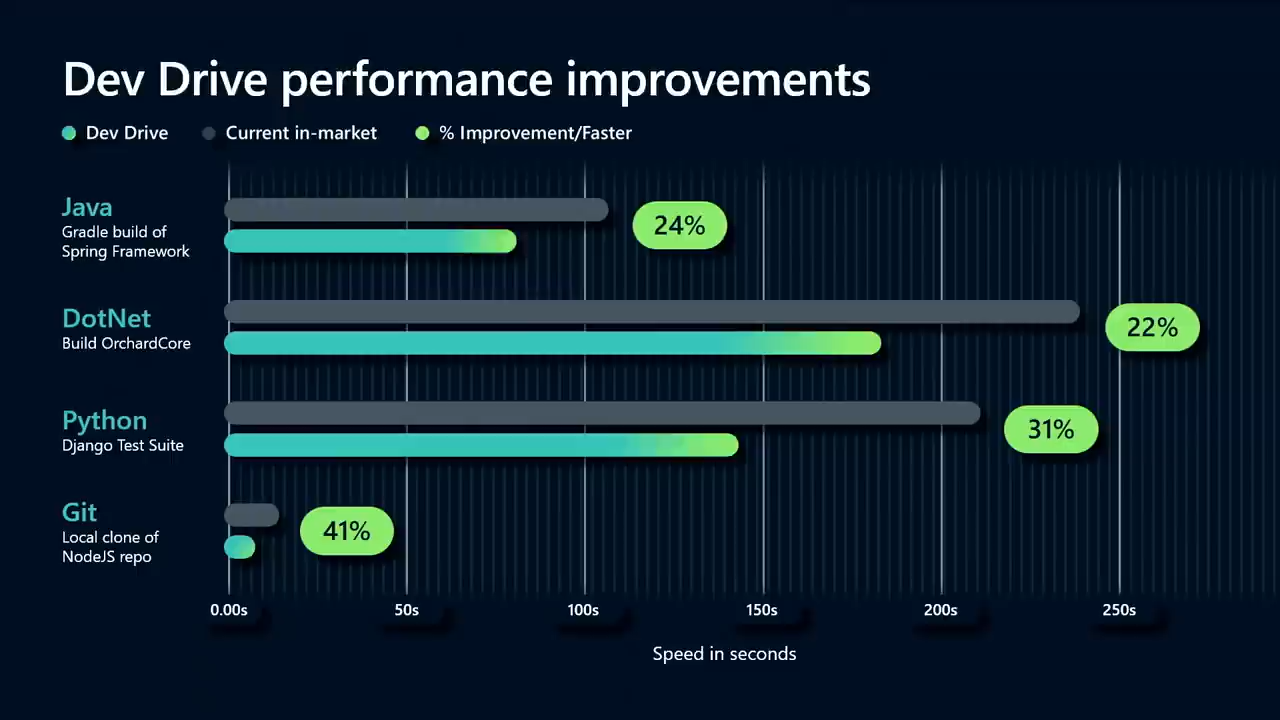 Dev Drive performance improvements
Dev Drive
Current in-market
% Improvement/Faster
Java
Gradle build of
Spring Framework
24%
DotNet
Build OrchardCore
22%
Python
Django Test Suite
31%
Git
Local clone of
NodeJS repo
41%
0.00s
50s
100s
150s
200s
250s
Speed in seconds